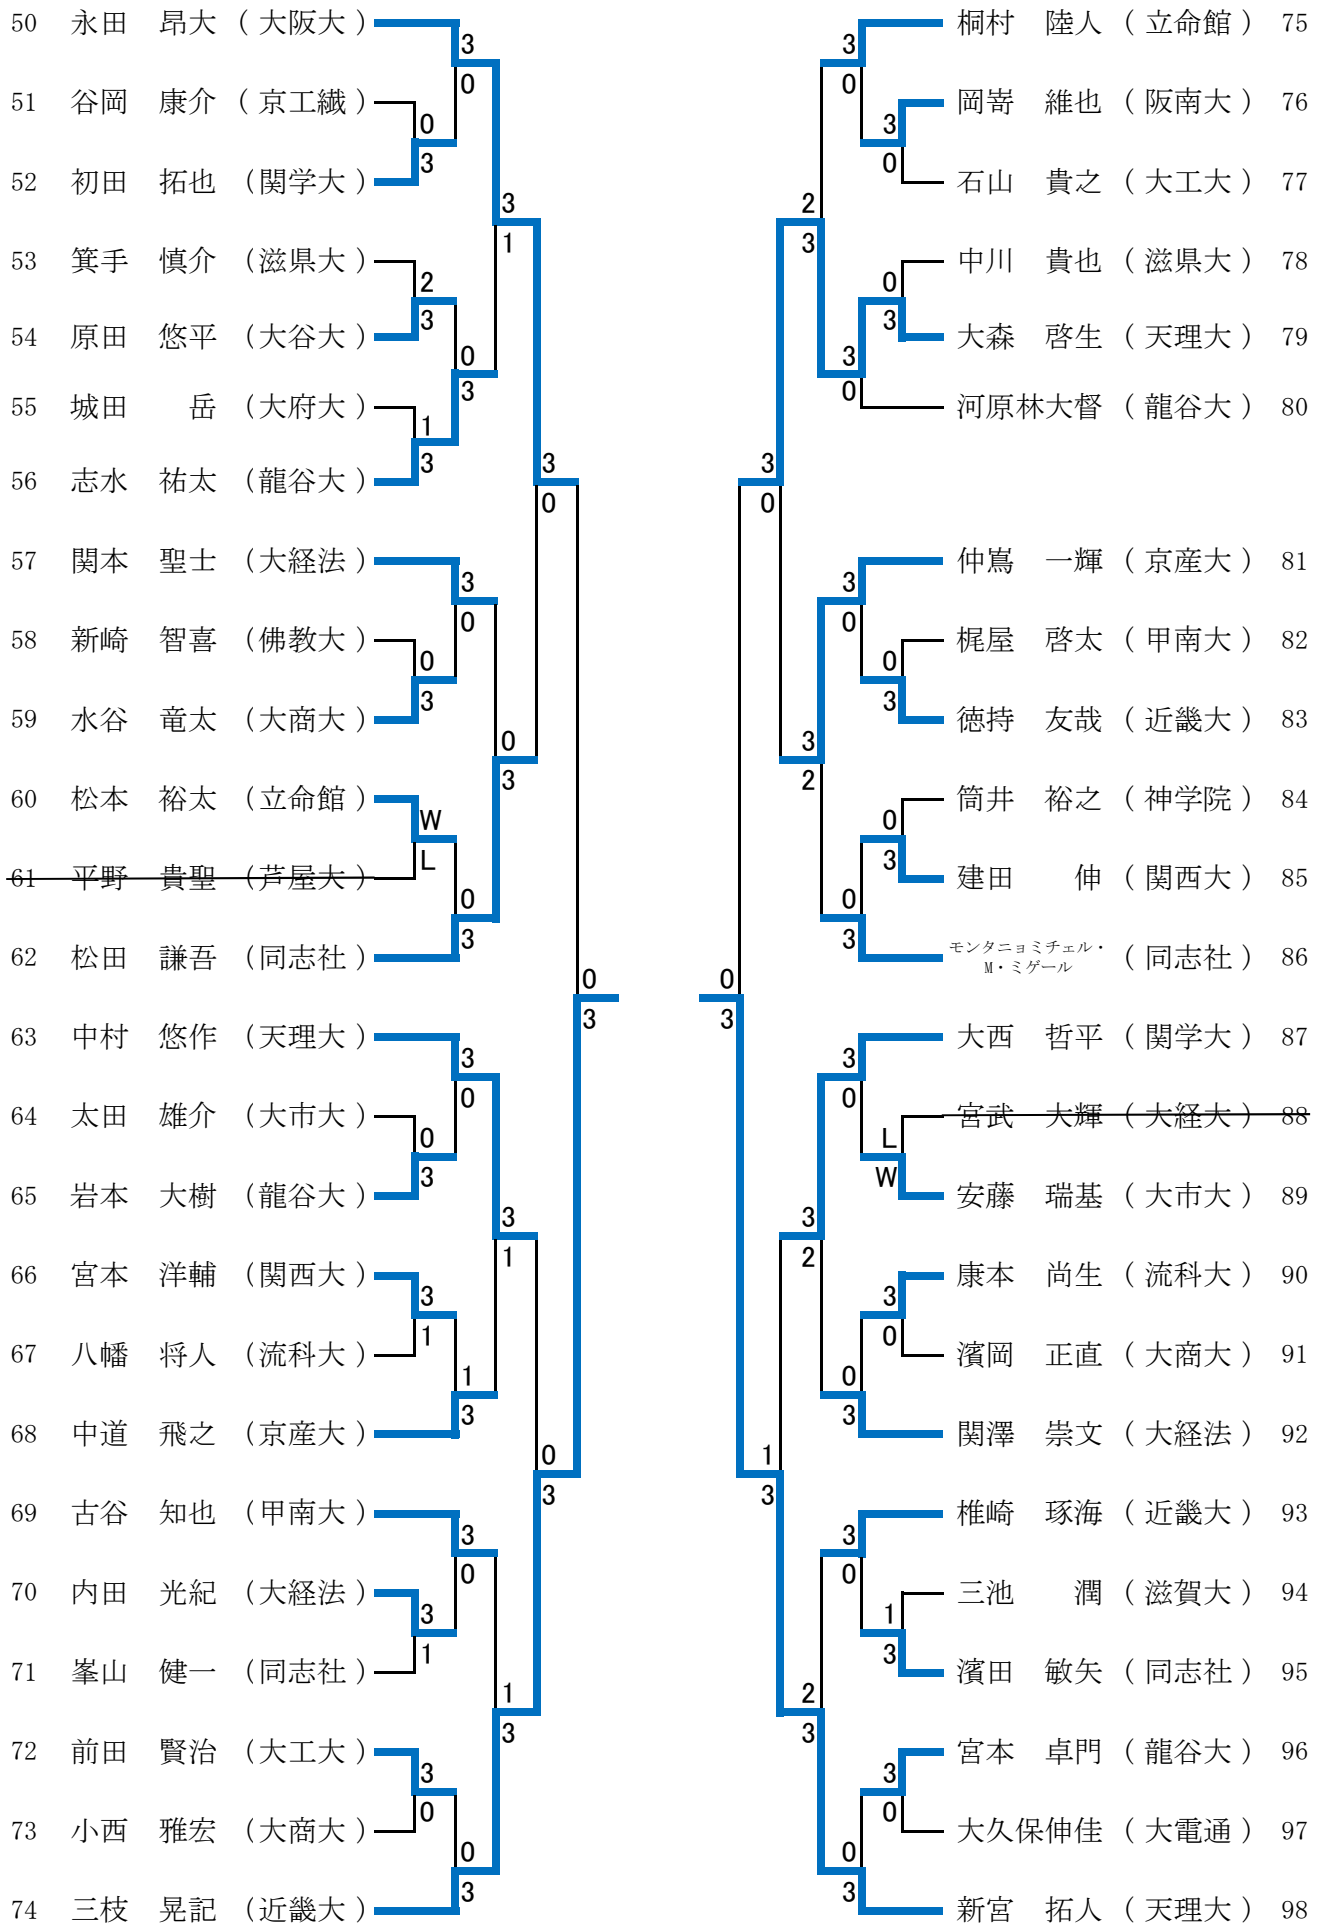 50 永田 昂大 (大阪大)
3
0
51 谷岡 康介 (京工繊)
0
3
52 初田 拓也 (関学大)
3
1
53 箕手 慎介 (滋県大)
2
3
54 原田 悠平 (大谷大)
0
3
55 城田 岳 (大府大)
1
3
56 志水 祐太 (龍谷大)
3
0
57 関本 聖士 (大経法)
3
0
58 新崎 智喜 (佛教大)
0
3
59 水谷 竜太 (大商大)
0
3
60 松本 裕太 (立命館)
W
L
61 平野 貴聖 (芦屋大)
0
3
62 松田 謙吾 (同志社)
0
3
63 中村 悠作 (天理大)
3
0
64 太田 雄介 (大市大)
0
3
65 岩本 大樹 (龍谷大)
3
1
66 宮本 洋輔 (関西大)
3
1
67 八幡 将人 (流科大)
1
3
68 中道 飛之 (京産大)
0
3
69 古谷 知也 (甲南大)
3
0
70 内田 光紀 (大経法)
3
1
71 峯山 健一 (同志社)
1
3
72 前田 賢治 (大工大)
3
0
73 小西 雅宏 (大商大)
0
3
74 三枝 晃記 (近畿大)
桐村 陸人 (立命館) 75
3
0
岡嵜 維也 (阪南大) 76
3
0
石山 貴之 (大工大) 77
2
3
中川 貴也 (滋県大) 78
0
3
大森 啓生 (天理大) 79
3
0
河原林大督 (龍谷大) 80
3
0
仲嶌 一輝 (京産大) 81
3
0
梶屋 啓太 (甲南大) 82
0
3
徳持 友哉 (近畿大) 83
3
2
筒井 裕之 (神学院) 84
0
3
建田 伸 (関西大) 85
0
3
モンタニョミチェル・
M・ミゲール (同志社) 86
0
3
大西 哲平 (関学大) 87
3
0
宮武 大輝 (大経大) 88
L
W
安藤 瑞基 (大市大) 89
3
2
康本 尚生 (流科大) 90
3
0
濱岡 正直 (大商大) 91
0
3
関澤 崇文 (大経法) 92
1
3
椎崎 琢海 (近畿大) 93
3
0
三池 潤 (滋賀大) 94
1
3
濱田 敏矢 (同志社) 95
2
3
宮本 卓門 (龍谷大) 96
3
0
大久保伸佳 (大電通) 97
0
3
新宮 拓人 (天理大) 98